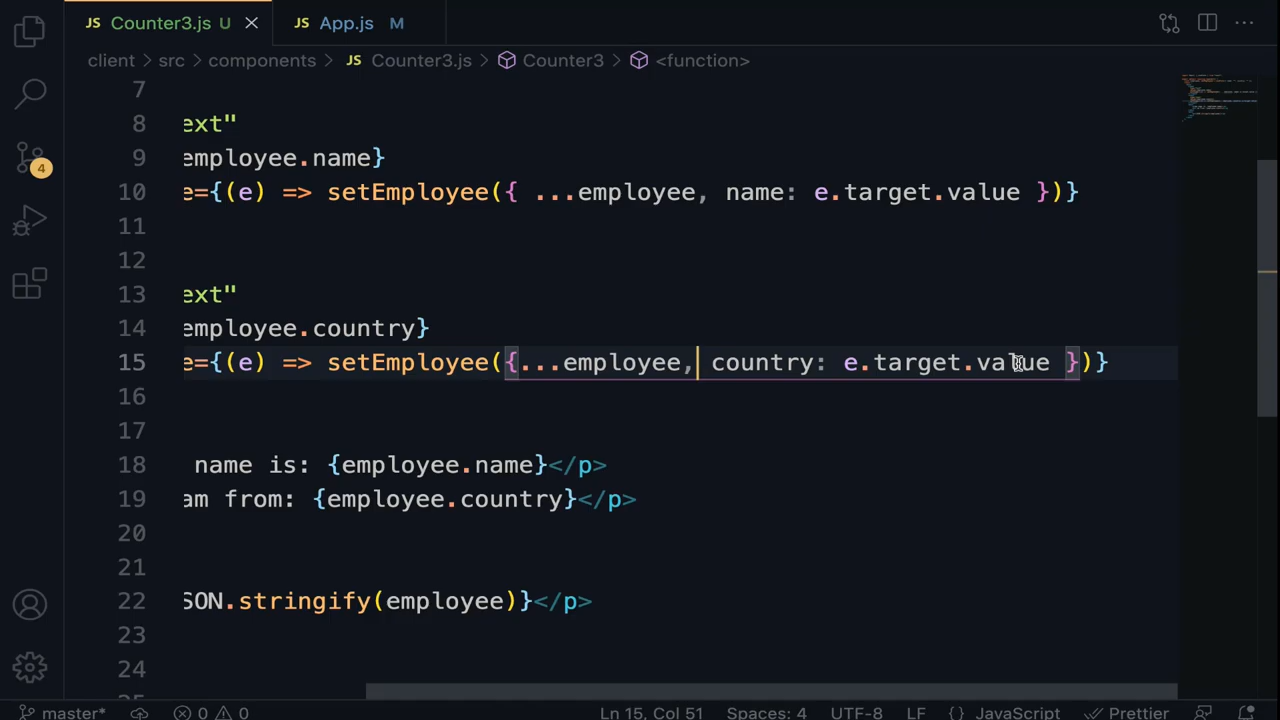 JS Counter3.js U
JS App.js M
client > src > components > JS Counter3.js > Counter3 > <function>
7
8 ext"
9 employee.name}
10 e={(e) => setEmployee({ ...employee, name: e.target.value })}
11
12
13 ext"
14 employee.country}
15 e={(e) => setEmployee({...employee, country: e.target.value })}
16
17
18 name is: {employee.name}</p>
19 am from: {employee.country}</p>
20
21
22 SON.stringify(employee)}</p>
23
24
4
master* 0 0 Ln 15, Col 51 Spaces: 4 UTF-8 LF {} JavaScript Prettier